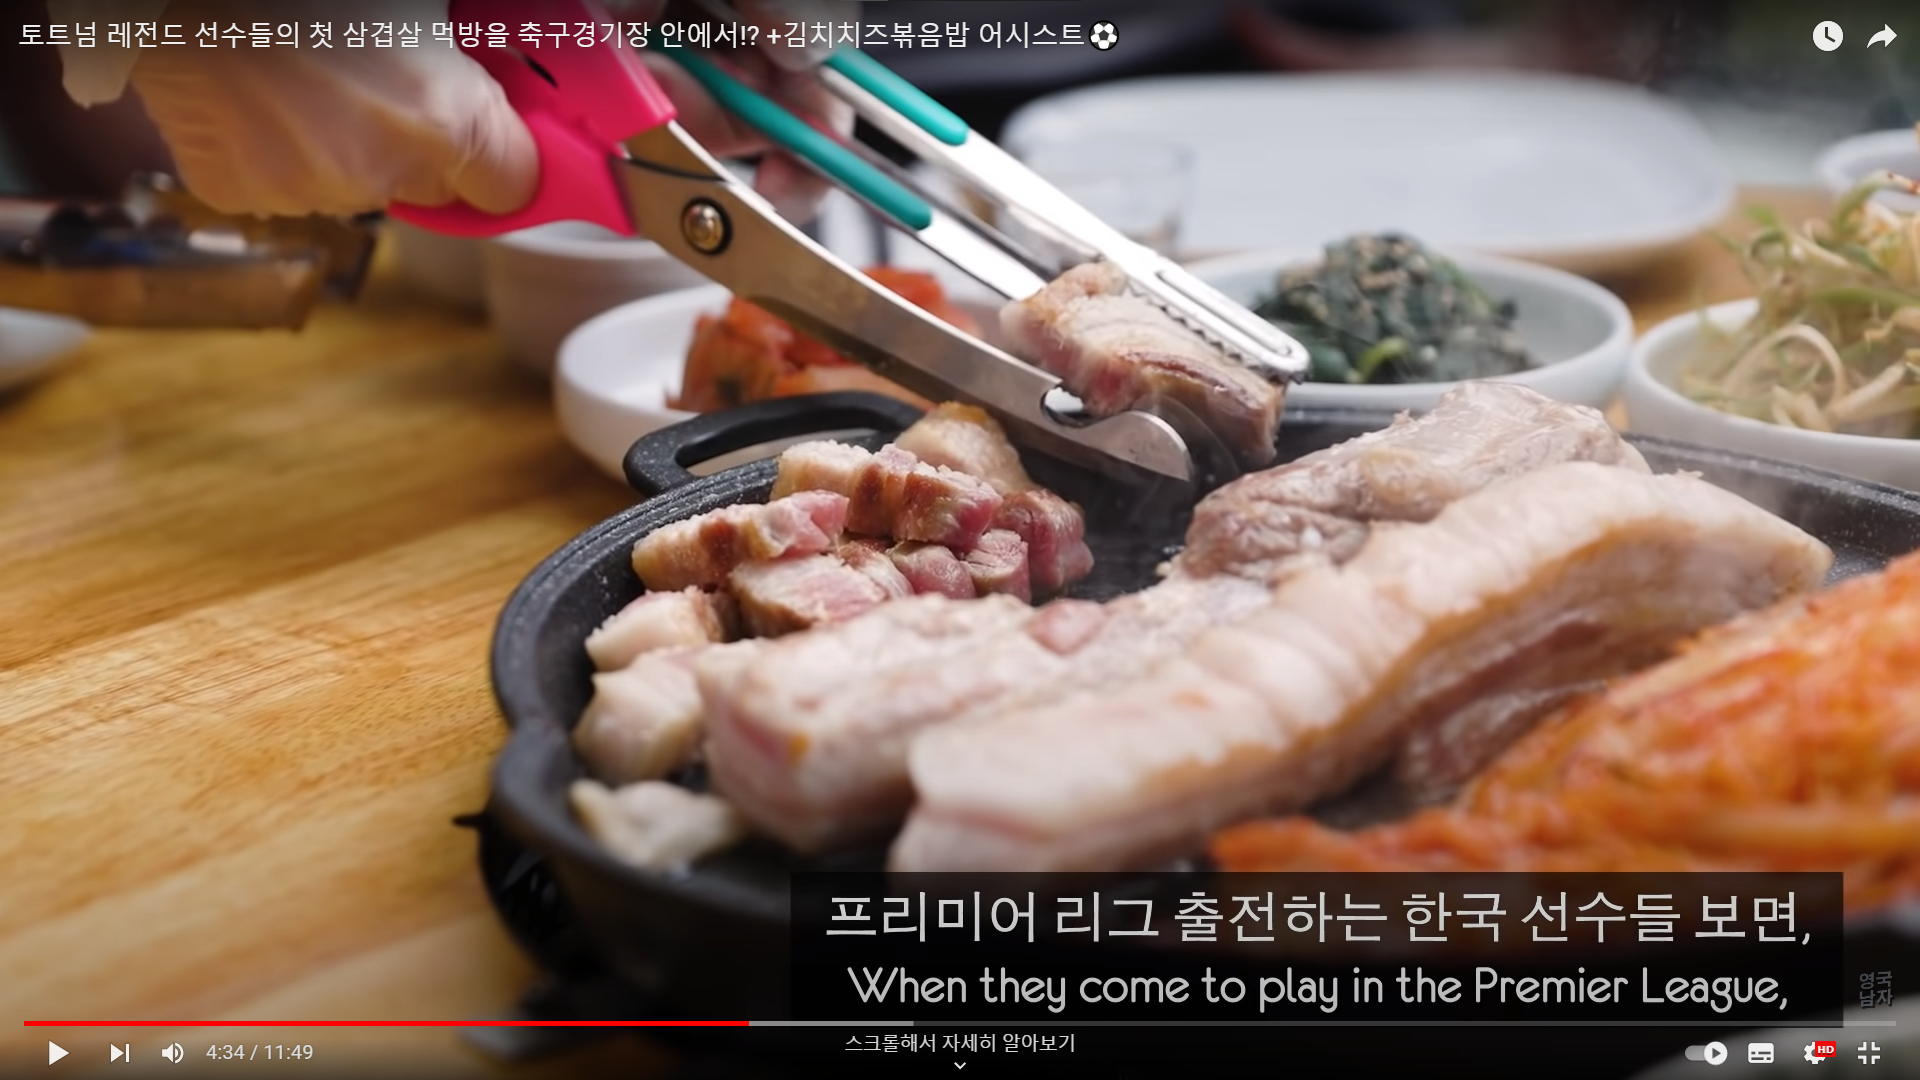 토트넘 레전드 선수들의 첫 삼겹살 먹방을 축구경기장 안에서!? +김치치즈볶음밥 어시스트⚽
프리미어 리그 출전하는 한국 선수들 보면,
When they come to play in the Premier League,
영국
남자
4:34 / 11:49
스크롤해서 자세히 알아보기
HD